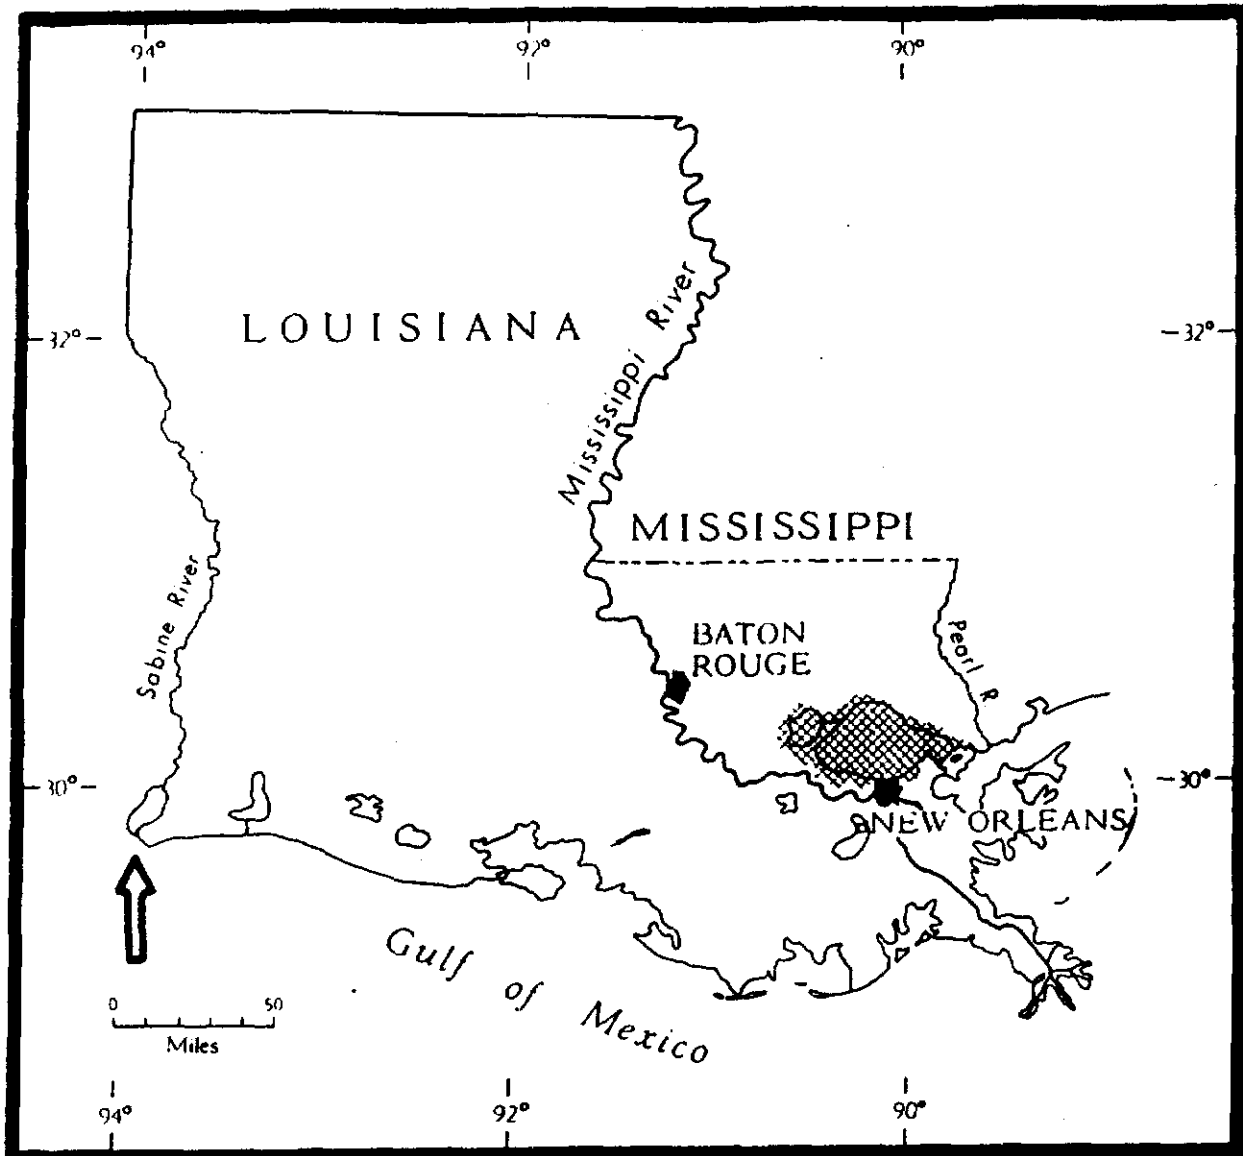 94° 92° 90°
LOUISIANA
32° 32°
Mississippi River
MISSISSIPPI
Sabine River
BATON
ROUGE
Pearl R
30° 30°
NEW ORLEANS
Gulf of Mexico
0 50
Miles
94° 92° 90°